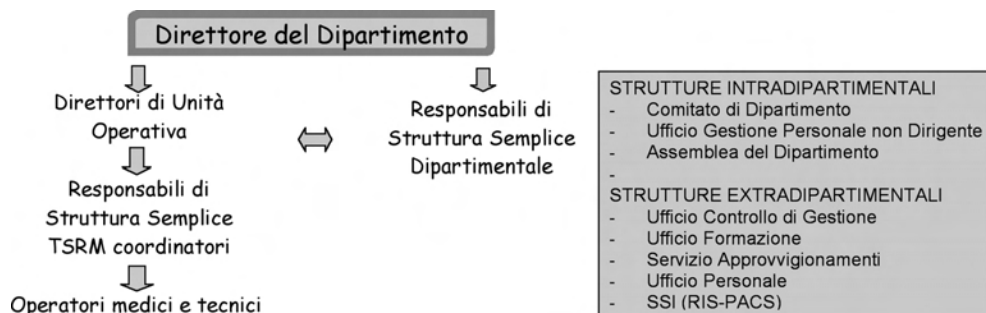 Direttore del Dipartimento
Direttori di Unità
Operativa
Responsabili di
Struttura Semplice
TSRM coordinatori
Operatori medici e tecnici
Responsabili di
Struttura Semplice
Dipartimentale
STRUTTURE INTRADIPARTIMENTALI
- Comitato di Dipartimento
- Ufficio Gestione Personale non Dirigente
- Assemblea del Dipartimento
-
STRUTTURE EXTRADIPARTIMENTALI
- Ufficio Controllo di Gestione
- Ufficio Formazione
- Servizio Approvvigionamenti
- Ufficio Personale
- SSI (RIS-PACS)